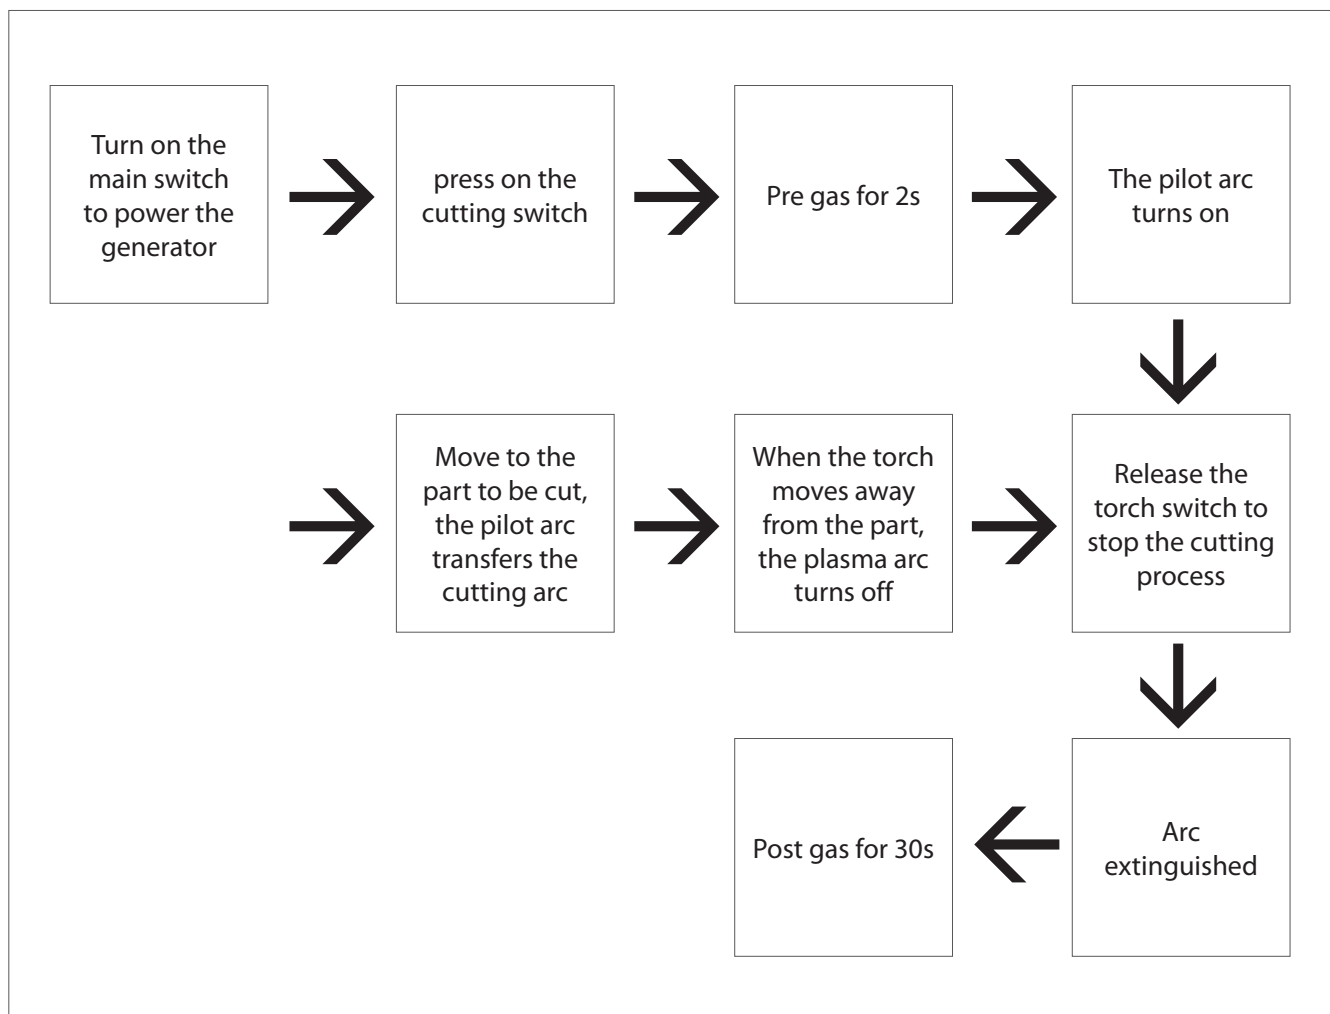 Turn on the
main switch
to power the
generator
press on the
cutting switch
Pre gas for 2s
The pilot arc
turns on
Move to the
part to be cut,
the pilot arc
transfers the
cutting arc
When the torch
moves away
from the part,
the plasma arc
turns off
Release the
torch switch to
stop the cutting
process
Post gas for 30s
Arc
extinguished